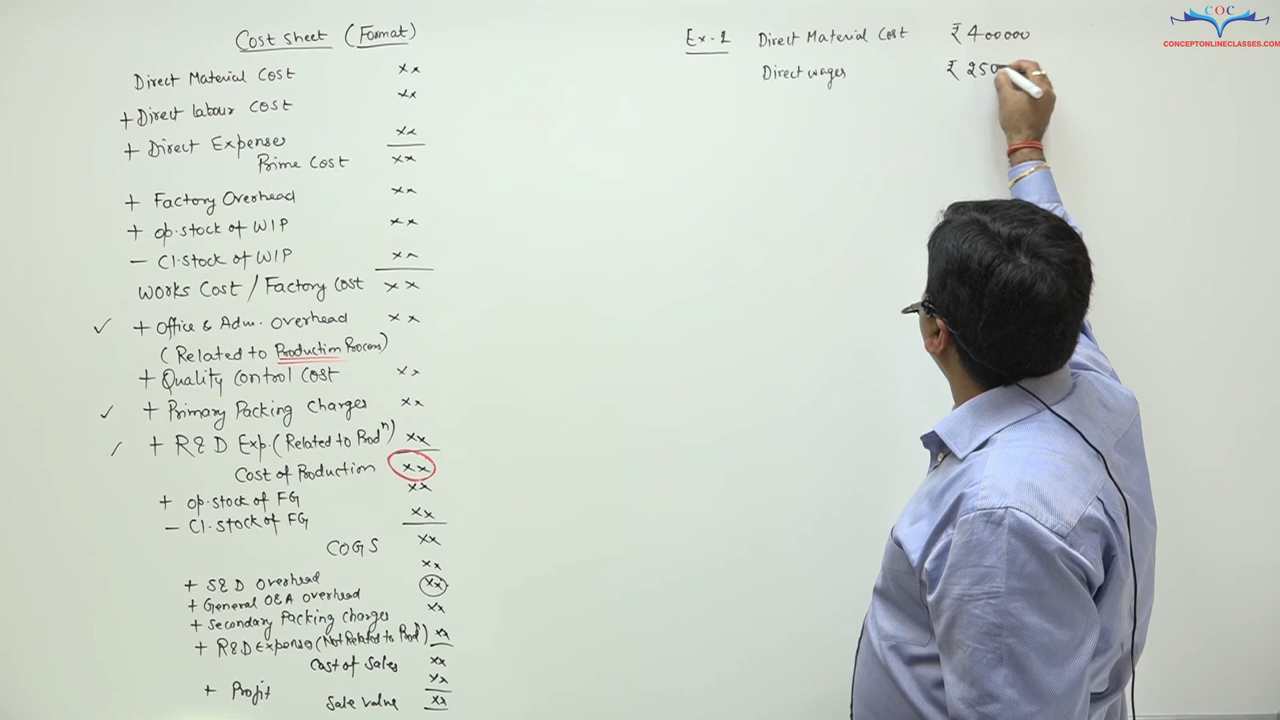 Cost sheet (Format)
Direct Material Cost xx
+ Direct labour cost xx
+ Direct Expenses xx
Prime Cost xx
+ Factory Overhead xx
+ op.stock of WIP xx
- Cl.stock of WIP xx
Works Cost / Factory Cost xx
✓ + Office & Adm. Overhead xx
(Related to Production Process)
+ Quality Control Cost xx
✓ + Primary Packing Charges xx
+ R&D Exp. (Related to Prodⁿ) xx
Cost of Production xx
+ op.stock of FG xx
- Cl.stock of FG xx
COGS xx
xx
+ S&D Overhead xx
+ General O&A overhead
+ Secondary Packing Charges xx
+ R&D Expenses (Not Related to Prodⁿ) xx
Cost of Sales xx
+ Profit xx
Sale Value xx
Ex-1 Direct Material Cost ₹ 400000
Direct wages ₹ 250
COC
CONCEPTONLINECLASSES.COM